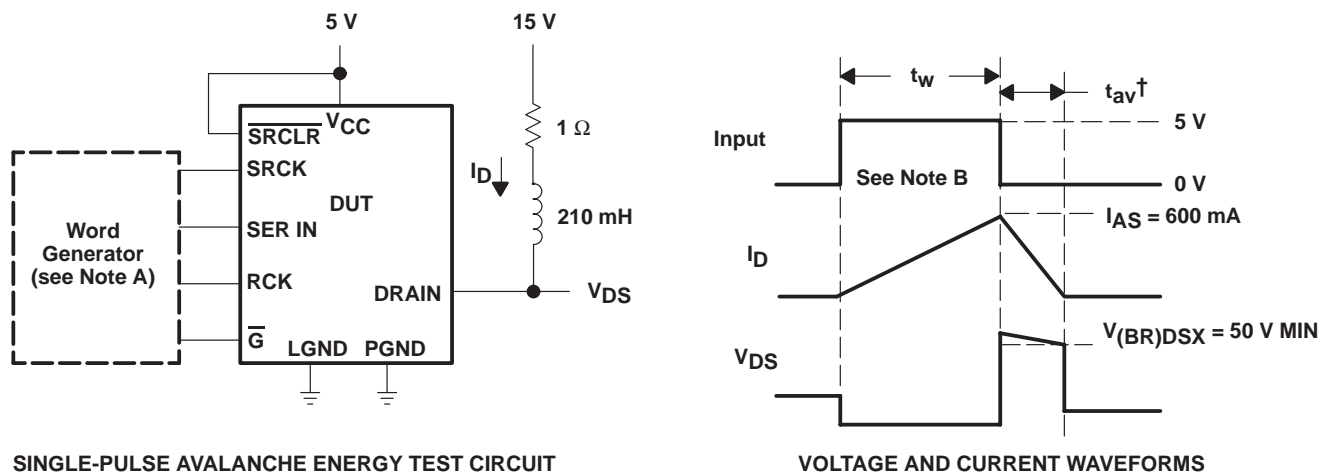 5 V
15 V
VCC
SRCLR
SRCK
SER IN
RCK
G
DUT
DRAIN
LGND PGND
Word
Generator
(see Note A)
ID
1 Ω
210 mH
VDS
SINGLE-PULSE AVALANCHE ENERGY TEST CIRCUIT
tw
tav†
Input
5 V
See Note B
0 V
IAS = 600 mA
ID
V(BR)DSX = 50 V MIN
VDS
VOLTAGE AND CURRENT WAVEFORMS